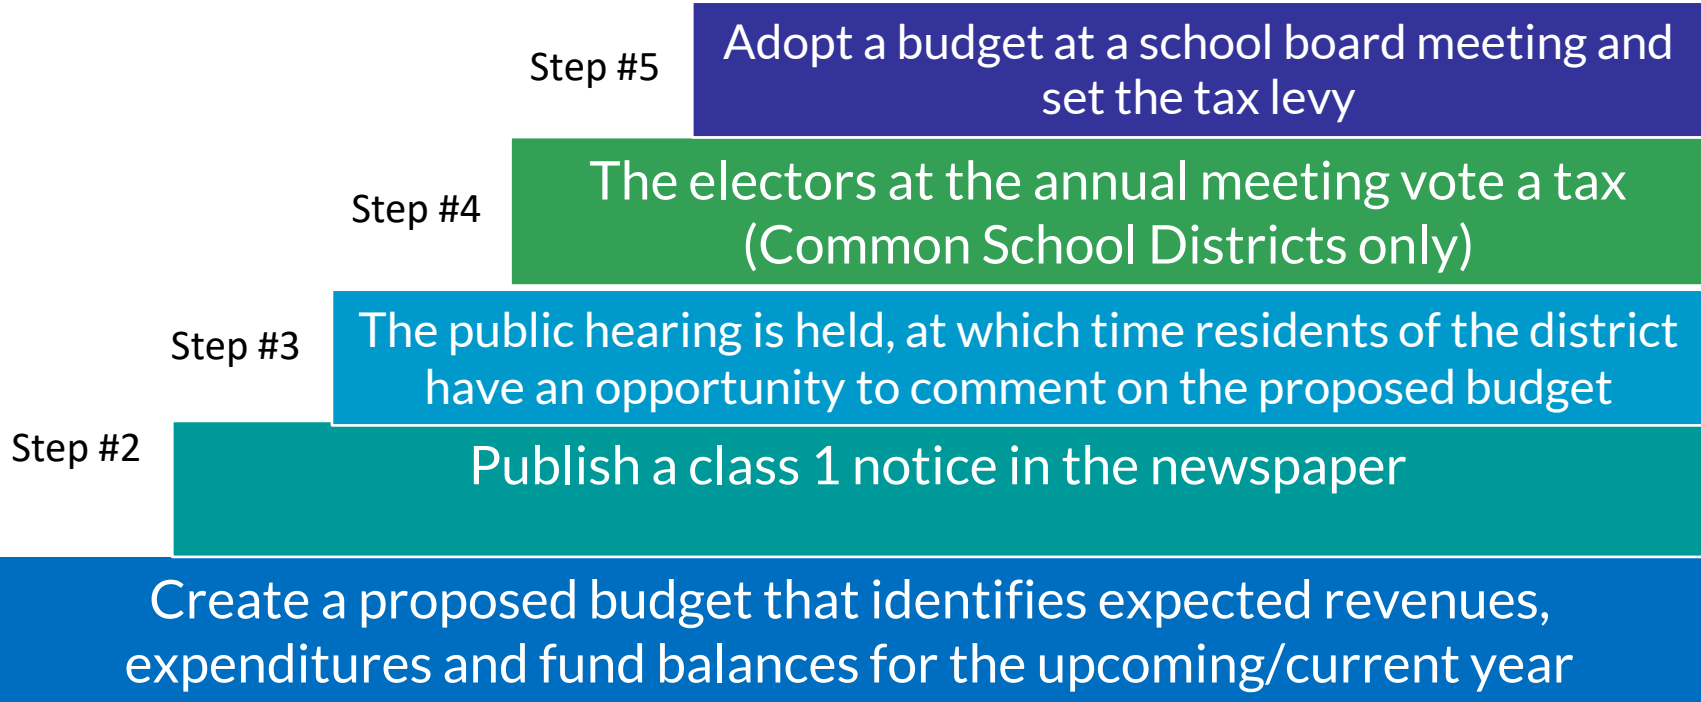 Step #5
Adopt a budget at a school board meeting and
set the tax levy
Step #4
The electors at the annual meeting vote a tax
(Common School Districts only)
Step #3
The public hearing is held, at which time residents of the district
have an opportunity to comment on the proposed budget
Step #2
Publish a class 1 notice in the newspaper
Create a proposed budget that identifies expected revenues,
expenditures and fund balances for the upcoming/current year